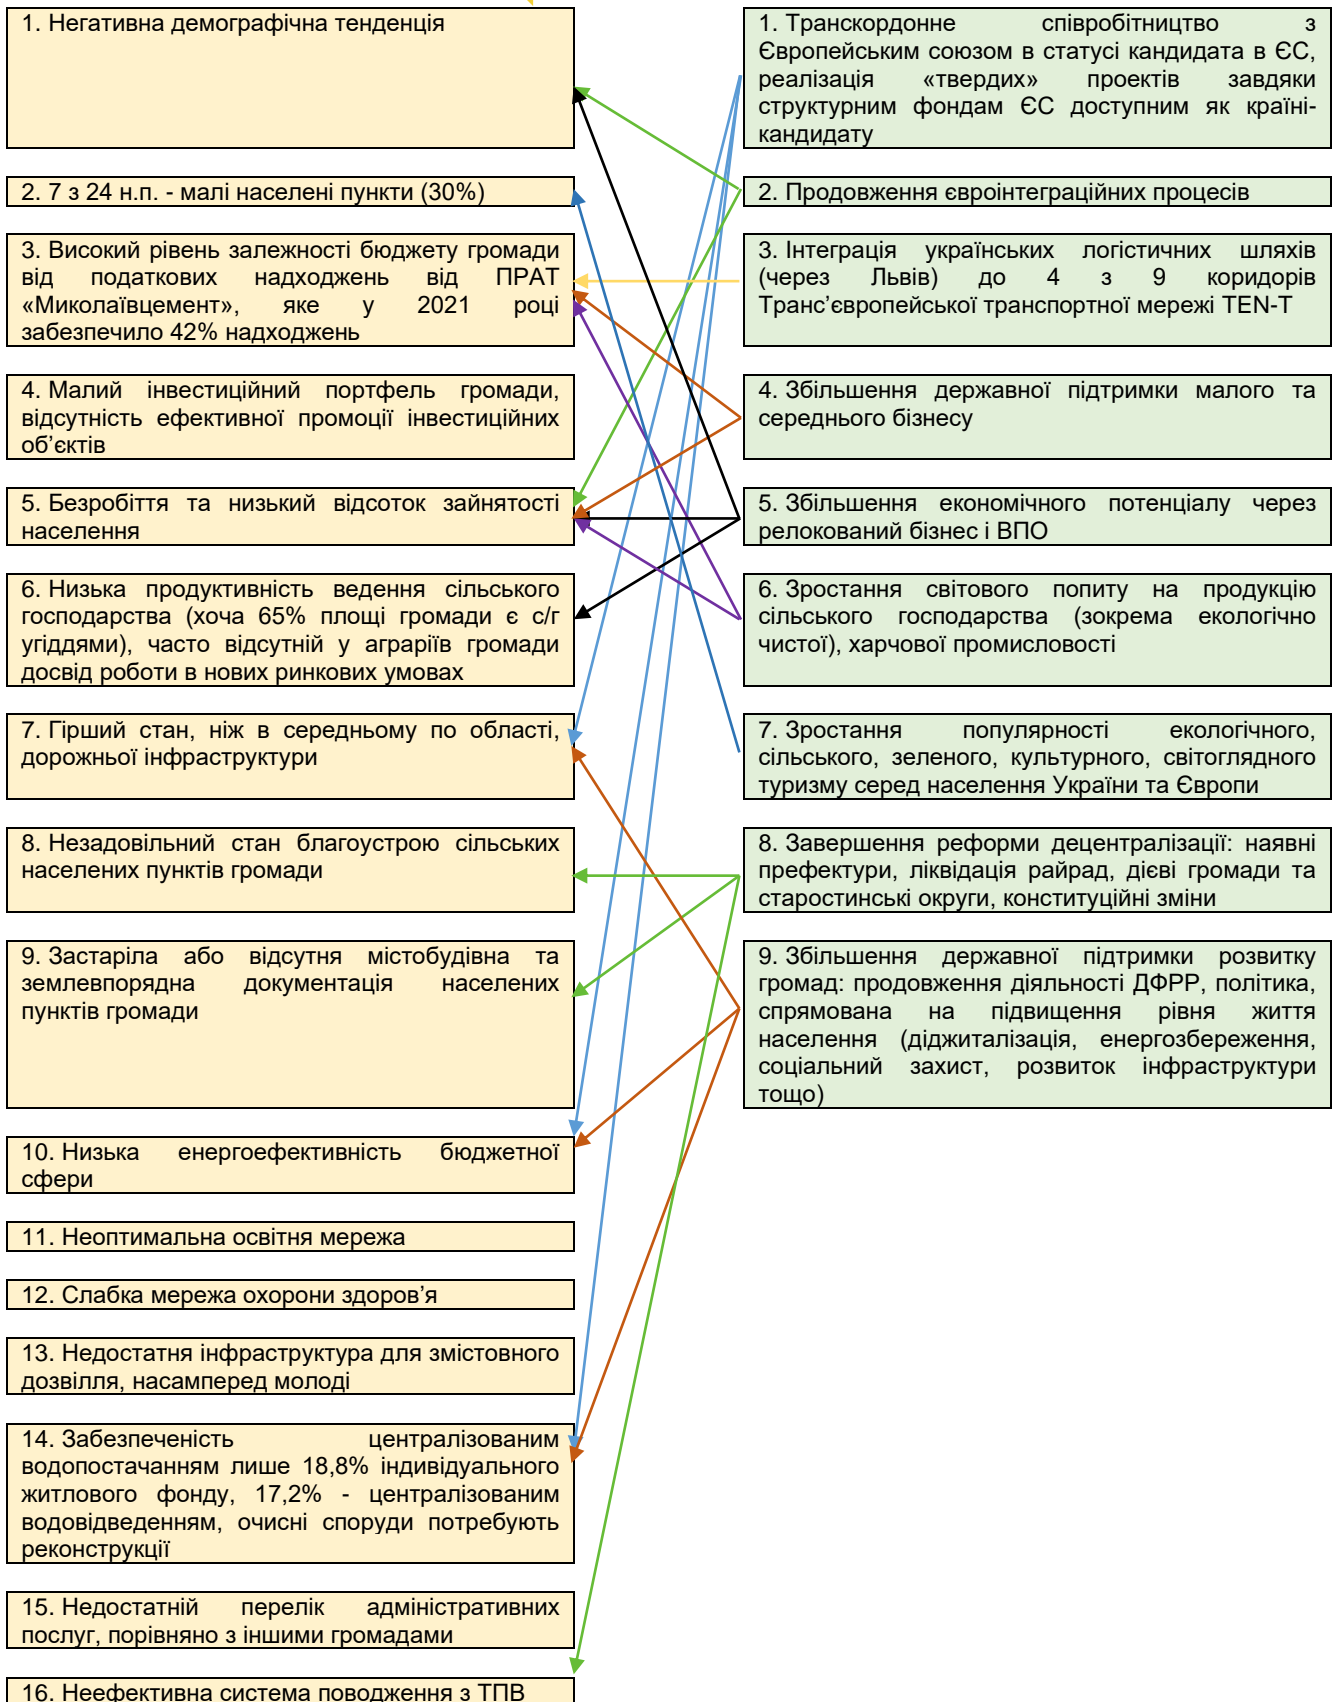 1. Негативна демографічна тенденція
2. 7 з 24 н.п. - малі населені пункти (30%)
3. Високий рівень залежності бюджету громади
від податкових надходжень від ПРАТ
«Миколаївцемент», яке у 2021 році
забезпечило 42% надходжень
4. Малий інвестиційний портфель громади,
відсутність ефективної промоції інвестиційних
об’єктів
5. Безробіття та низький відсоток зайнятості
населення
6. Низька продуктивність ведення сільського
господарства (хоча 65% площі громади є с/г
угіддями), часто відсутній у аграріїв громади
досвід роботи в нових ринкових умовах
7. Гірший стан, ніж в середньому по області,
дорожньої інфраструктури
8. Незадовільний стан благоустрою сільських
населених пунктів громади
9. Застаріла або відсутня містобудівна та
землевпорядна документація населених
пунктів громади
10. Низька енергоефективність бюджетної
сфери
11. Неоптимальна освітня мережа
12. Слабка мережа охорони здоров’я
13. Недостатня інфраструктура для змістовного
дозвілля, насамперед молоді
14. Забезпеченість централізованим
водопостачанням лише 18,8% індивідуального
житлового фонду, 17,2% - централізованим
водовідведенням, очисні споруди потребують
реконструкції
15. Недостатній перелік адміністративних
послуг, порівняно з іншими громадами
16. Неефективна система поводження з ТПВ
1. Транскордонне співробітництво з
Європейським союзом в статусі кандидата в ЄС,
реалізація «твердих» проектів завдяки
структурним фондам ЄС доступним як країні-
кандидату
2. Продовження євроінтеграційних процесів
3. Інтеграція українських логістичних шляхів
(через Львів) до 4 з 9 коридорів
Транс’європейської транспортної мережі TEN-T
4. Збільшення державної підтримки малого та
середнього бізнесу
5. Збільшення економічного потенціалу через
релокований бізнес і ВПО
6. Зростання світового попиту на продукцію
сільського господарства (зокрема екологічно
чистої), харчової промисловості
7. Зростання популярності екологічного,
сільського, зеленого, культурного, світоглядного
туризму серед населення України та Європи
8. Завершення реформи децентралізації: наявні
префектури, ліквідація райрад, дієві громади та
старостинські округи, конституційні зміни
9. Збільшення державної підтримки розвитку
громад: продовження діяльності ДФРР, політика,
спрямована на підвищення рівня життя
населення (діджиталізація, енергозбереження,
соціальний захист, розвиток інфраструктури
тощо)